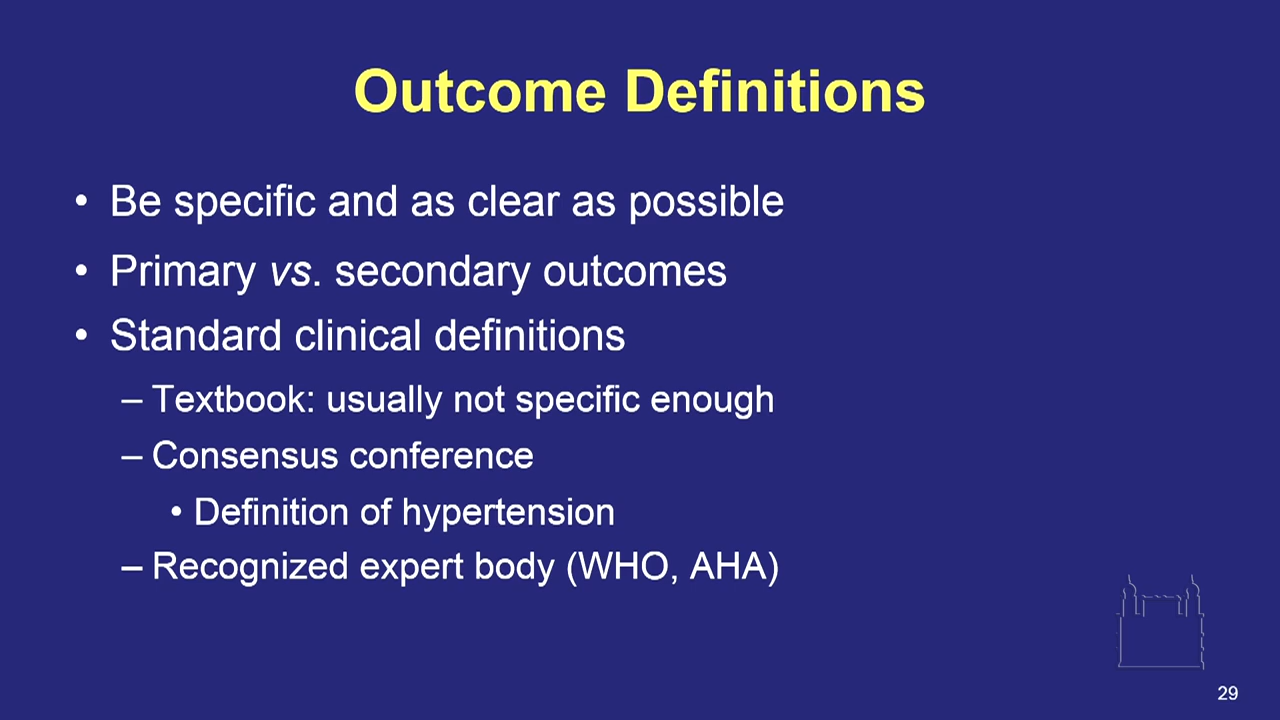 Outcome Definitions
• Be specific and as clear as possible
• Primary vs. secondary outcomes
• Standard clinical definitions
– Textbook: usually not specific enough
– Consensus conference
• Definition of hypertension
– Recognized expert body (WHO, AHA)
29